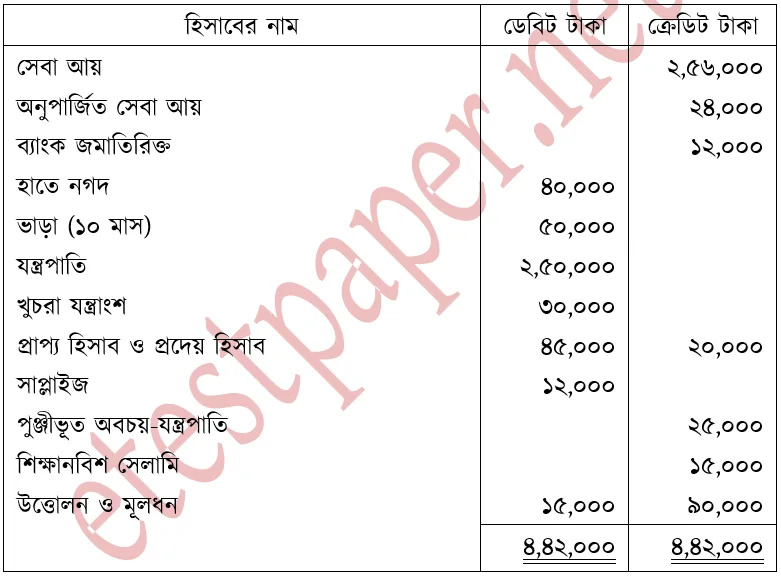 হিসাবের নাম ডেবিট টাকা ক্রেডিট টাকা
সেবা আয় ২,৫৬,০০০
অনুপার্জিত সেবা আয় ২৪,০০০
ব্যাংক জমাতিরিক্ত ১২,০০০
হাতে নগদ ৪০,০০০
ভাড়া (১০ মাস) ৫০,০০০
যন্ত্রপাতি ২,৫০,০০০
খুচরা যন্ত্রাংশ ৩০,০০০
প্রাপ্য হিসাব ও প্রদেয় হিসাব ৪৫,০০০ ২০,০০০
সাপ্লাইজ ১২,০০০
পুঞ্জীভূত অবচয়-যন্ত্রপাতি ২৫,০০০
শিক্ষানবিশ সেলামি ১৫,০০০
উত্তোলন ও মূলধন ১৫,০০০ ৯০,০০০
৪,৪২,০০০ ৪,৪২,০০০
etestpaper.net